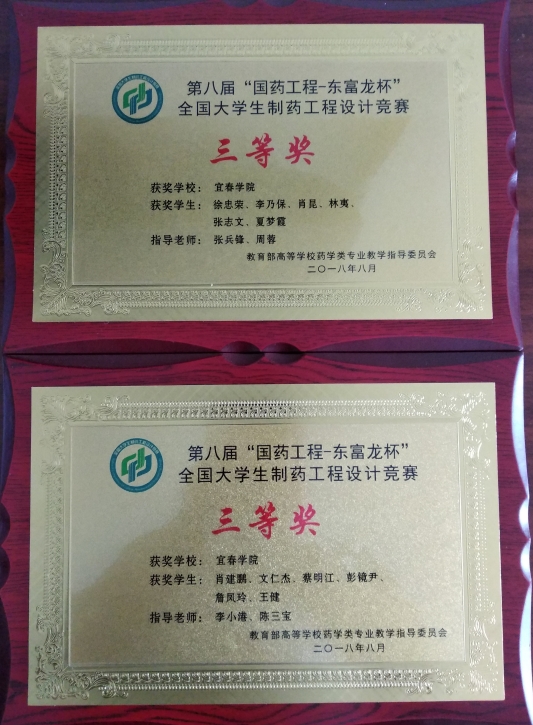 第八届“国药工程-东富龙杯”
全国大学生制药工程设计竞赛
三等奖
获奖学校：宜春学院
获奖学生：徐忠荣、李乃保、肖昆、林夷、
张志文、夏梦霞
指导老师：张兵锋、周蓉
教育部高等学校药学类专业教学指导委员会
二〇一八年八月
第八届“国药工程-东富龙杯”
全国大学生制药工程设计竞赛
三等奖
获奖学校：宜春学院
获奖学生：肖建鹏、文仁杰、蔡明江、彭镜尹、
詹凤玲、王健
指导老师：李小港、陈三宝
教育部高等学校药学类专业教学指导委员会
二〇一八年八月